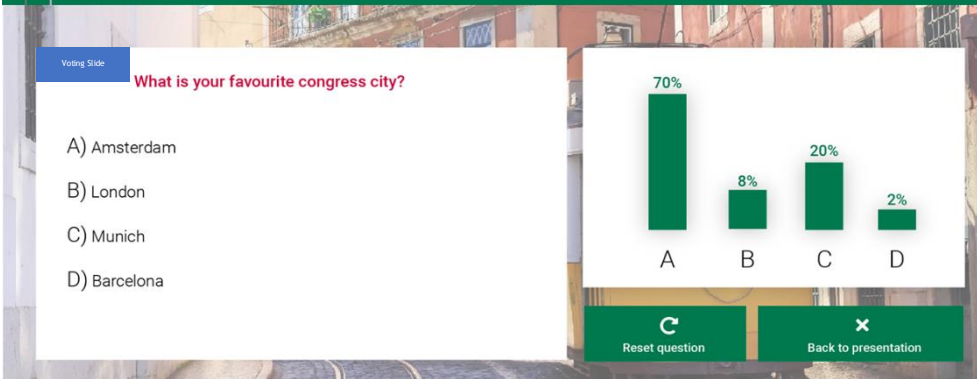 Voting Slide
What is your favourite congress city?
A) Amsterdam
B) London
C) Munich
D) Barcelona
70%
8%
20%
2%
A B C D
Reset question
Back to presentation